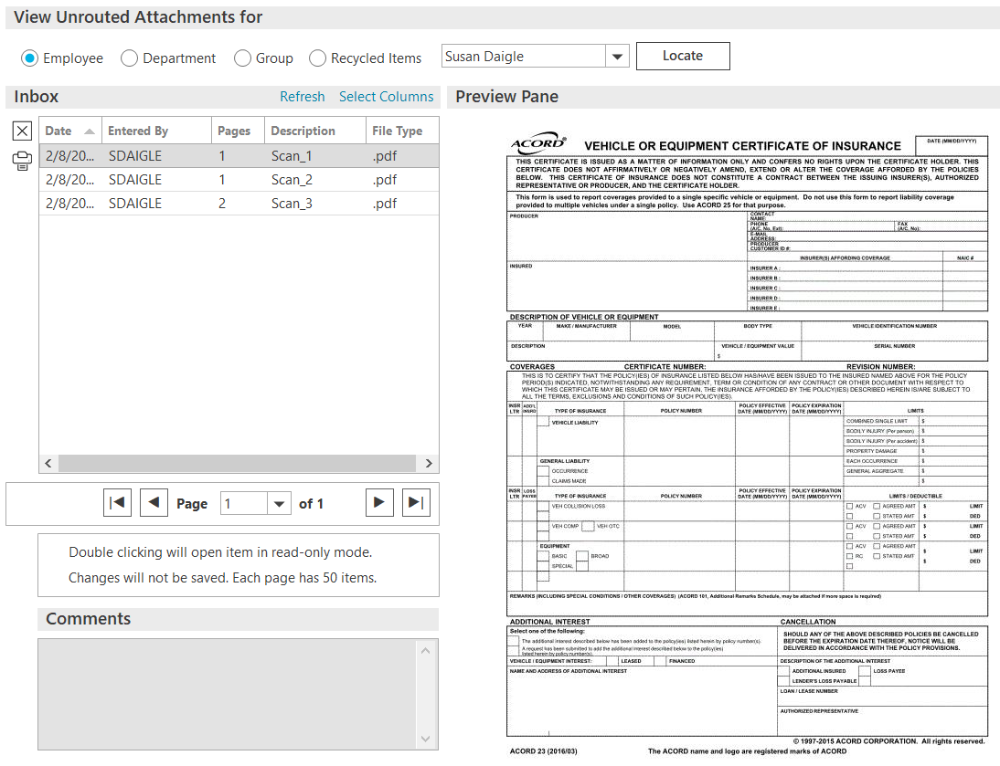 View Unrouted Attachments for
Employee Department Group Recycled Items Susan Daigle Locate
Inbox Refresh Select Columns
Date Entered By Pages Description File Type
2/8/20... SDAIGLE 1 Scan_1 .pdf
2/8/20... SDAIGLE 1 Scan_2 .pdf
2/8/20... SDAIGLE 2 Scan_3 .pdf
Page 1 of 1
Double clicking will open item in read-only mode.
Changes will not be saved. Each page has 50 items.
Comments
Preview Pane
ACORD® VEHICLE OR EQUIPMENT CERTIFICATE OF INSURANCE DATE (MM/DD/YYYY)
THIS CERTIFICATE IS ISSUED AS A MATTER OF INFORMATION ONLY AND CONFERS NO RIGHTS UPON THE CERTIFICATE HOLDER. THIS
CERTIFICATE DOES NOT AFFIRMATIVELY OR NEGATIVELY AMEND, EXTEND OR ALTER THE COVERAGE AFFORDED BY THE POLICIES
BELOW. THIS CERTIFICATE OF INSURANCE DOES NOT CONSTITUTE A CONTRACT BETWEEN THE ISSUING INSURER(S), AUTHORIZED
REPRESENTATIVE OR PRODUCER, AND THE CERTIFICATE HOLDER.
This form is used to report coverages provided to a single specific vehicle or equipment. Do not use this form to report liability coverage
provided to multiple vehicles under a single policy. Use ACORD 25 for that purpose.
PRODUCER
CONTACT
NAME:
PHONE
(A/C, No, Ext):
FAX
(A/C, No):
E-MAIL
ADDRESS:
PRODUCER
CUSTOMER ID #:
INSURER(S) AFFORDING COVERAGE NAIC #
INSURED
INSURER A :
INSURER B :
INSURER C :
INSURER D :
INSURER E :
DESCRIPTION OF VEHICLE OR EQUIPMENT
YEAR MAKE / MANUFACTURER MODEL BODY TYPE VEHICLE IDENTIFICATION NUMBER
DESCRIPTION VEHICLE / EQUIPMENT VALUE SERIAL NUMBER
$
COVERAGES CERTIFICATE NUMBER: REVISION NUMBER:
THIS IS TO CERTIFY THAT THE POLICY(IES) OF INSURANCE LISTED BELOW HAS/HAVE BEEN ISSUED TO THE INSURED NAMED ABOVE FOR THE POLICY
PERIOD(S) INDICATED, NOTWITHSTANDING ANY REQUIREMENT, TERM OR CONDITION OF ANY CONTRACT OR OTHER DOCUMENT WITH RESPECT TO
WHICH THIS CERTIFICATE MAY BE ISSUED OR MAY PERTAIN, THE INSURANCE AFFORDED BY THE POLICY(IES) DESCRIBED HEREIN IS/ARE SUBJECT TO
ALL THE TERMS, EXCLUSIONS AND CONDITIONS OF SUCH POLICY(IES).
INSR ADD'L POLICY EFFECTIVE POLICY EXPIRATION
LTR INSRD TYPE OF INSURANCE POLICY NUMBER DATE (MM/DD/YYYY) DATE (MM/DD/YYYY) LIMITS
VEHICLE LIABILITY COMBINED SINGLE LIMIT $
BODILY INJURY (Per person) $
BODILY INJURY (Per accident) $
PROPERTY DAMAGE $
GENERAL LIABILITY EACH OCCURRENCE $
OCCURRENCE GENERAL AGGREGATE $
CLAIMS MADE $
INSR LOSS POLICY EFFECTIVE POLICY EXPIRATION
LTR PAYEE TYPE OF INSURANCE POLICY NUMBER DATE (MM/DD/YYYY) DATE (MM/DD/YYYY) LIMITS / DEDUCTIBLE
VEH COLLISION LOSS ACV AGREED AMT $ LIMIT
STATED AMT $ DED
VEH COMP VEH OTC ACV AGREED AMT $ LIMIT
STATED AMT $ DED
EQUIPMENT ACV AGREED AMT $ LIMIT
BASIC BROAD RC STATED AMT $ DED
SPECIAL
REMARKS (INCLUDING SPECIAL CONDITIONS / OTHER COVERAGES) (ACORD 101, Additional Remarks Schedule, may be attached if more space is required)
ADDITIONAL INTEREST
Select one of the following:
The additional interest described below has been added to the policy(ies) listed herein by policy number(s).
A request has been submitted to add the additional interest described below to the policy(ies)
listed herein by policy number(s).
VEHICLE / EQUIPMENT INTEREST: LEASED FINANCED
NAME AND ADDRESS OF ADDITIONAL INTEREST
CANCELLATION
SHOULD ANY OF THE ABOVE DESCRIBED POLICIES BE CANCELLED
BEFORE THE EXPIRATION DATE THEREOF, NOTICE WILL BE
DELIVERED IN ACCORDANCE WITH THE POLICY PROVISIONS.
DESCRIPTION OF THE ADDITIONAL INTEREST
ADDITIONAL INSURED LOSS PAYEE
LENDER'S LOSS PAYABLE
LOAN / LEASE NUMBER
AUTHORIZED REPRESENTATIVE
© 1997-2015 ACORD CORPORATION. All rights reserved.
ACORD 23 (2016/03) The ACORD name and logo are registered marks of ACORD